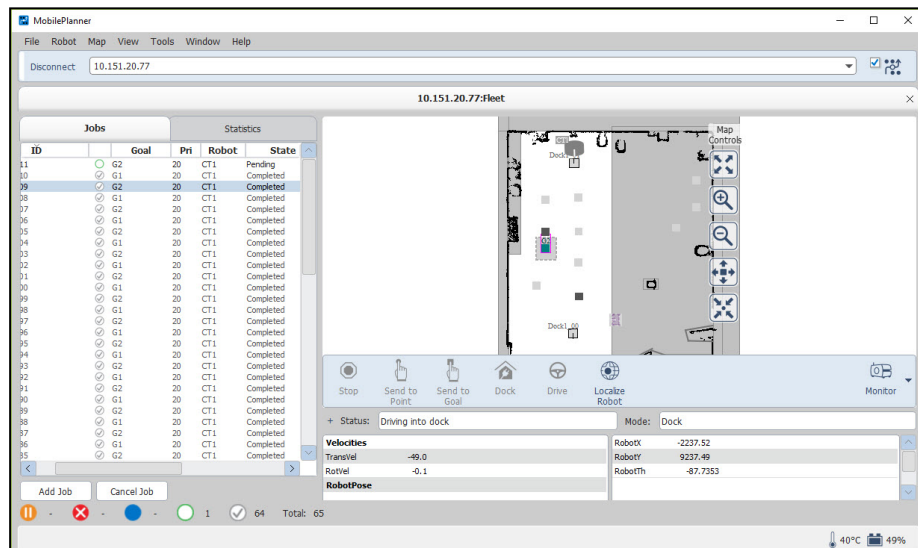 MobilePlanner
File Robot Map View Tools Window Help
Disconnect 10.151.20.77
10.151.20.77:Fleet
Jobs Statistics
ID Goal Pri Robot State
11 G2 20 CT1 Pending
10 G1 20 CT1 Completed
09 G2 20 CT1 Completed
08 G1 20 CT1 Completed
07 G2 20 CT1 Completed
06 G1 20 CT1 Completed
05 G2 20 CT1 Completed
04 G1 20 CT1 Completed
03 G2 20 CT1 Completed
02 G1 20 CT1 Completed
01 G2 20 CT1 Completed
00 G1 20 CT1 Completed
99 G2 20 CT1 Completed
98 G1 20 CT1 Completed
97 G2 20 CT1 Completed
96 G1 20 CT1 Completed
95 G2 20 CT1 Completed
94 G1 20 CT1 Completed
93 G2 20 CT1 Completed
92 G1 20 CT1 Completed
91 G2 20 CT1 Completed
90 G1 20 CT1 Completed
89 G2 20 CT1 Completed
88 G1 20 CT1 Completed
87 G2 20 CT1 Completed
86 G1 20 CT1 Completed
85 G2 20 CT1 Completed
Add Job Cancel Job
- - - 1 64 Total: 65
Map Controls
Dock
Dock1_00
Stop Send to Point Send to Goal Dock Drive Localize Robot Monitor
+ Status: Driving into dock Mode: Dock
Velocities
TransVel -49.0
RotVel -0.1
RobotPose
RobotX -2237.52
RobotY 9237.49
RobotTh -87.7353
40°C 49%